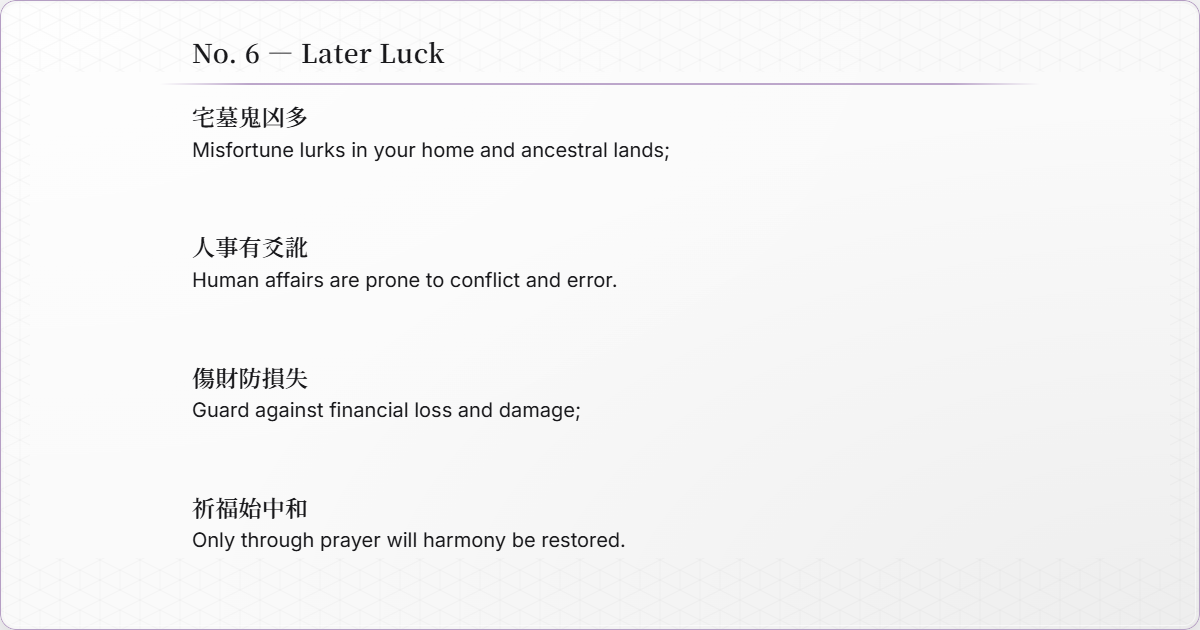 No. 6 — Later Luck
宅墓鬼凶多
Misfortune lurks in your home and ancestral lands;
人事有爻訛
Human affairs are prone to conflict and error.
傷財防損失
Guard against financial loss and damage;
祈福始中和
Only through prayer will harmony be restored.